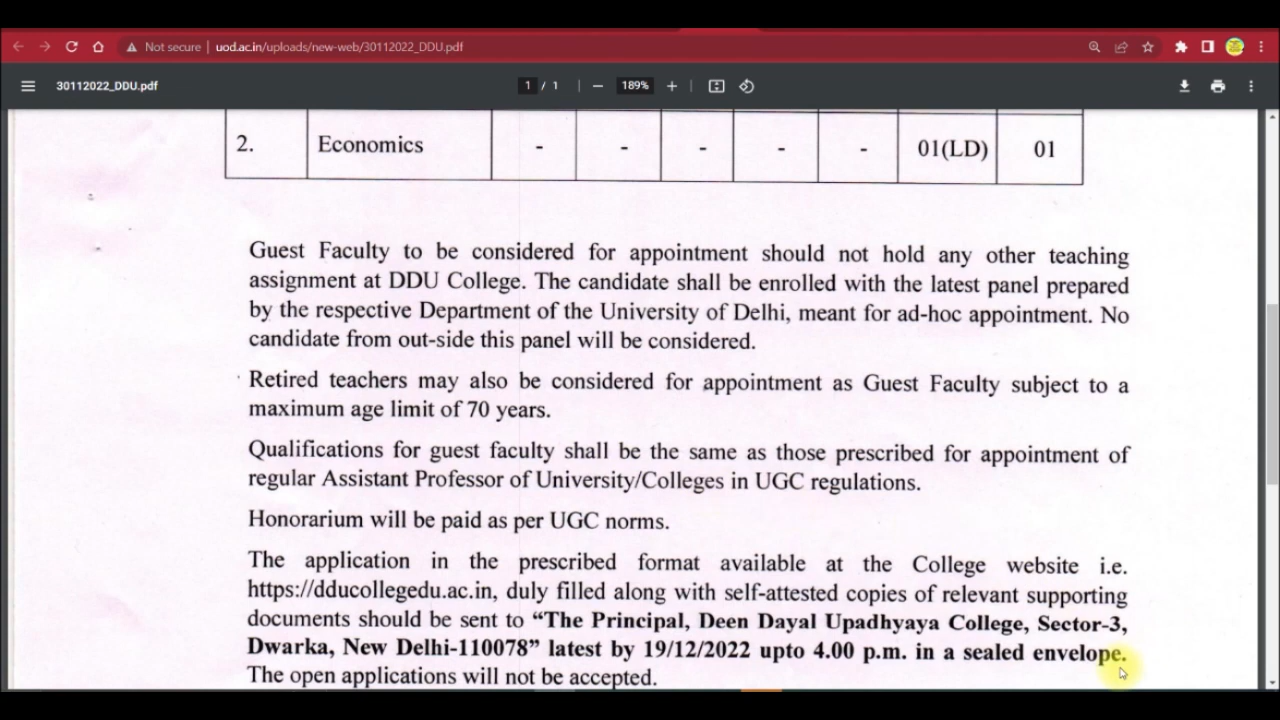 Not secure | uod.ac.in/uploads/new-web/30112022_DDU.pdf
30112022_DDU.pdf 1 / 1 | − 189% + |
2. Economics - - - - - 01(LD) 01
Guest Faculty to be considered for appointment should not hold any other teaching
assignment at DDU College. The candidate shall be enrolled with the latest panel prepared
by the respective Department of the University of Delhi, meant for ad-hoc appointment. No
candidate from out-side this panel will be considered.
Retired teachers may also be considered for appointment as Guest Faculty subject to a
maximum age limit of 70 years.
Qualifications for guest faculty shall be the same as those prescribed for appointment of
regular Assistant Professor of University/Colleges in UGC regulations.
Honorarium will be paid as per UGC norms.
The application in the prescribed format available at the College website i.e.
https://dducollegedu.ac.in, duly filled along with self-attested copies of relevant supporting
documents should be sent to “The Principal, Deen Dayal Upadhyaya College, Sector-3,
Dwarka, New Delhi-110078” latest by 19/12/2022 upto 4.00 p.m. in a sealed envelope.
The open applications will not be accepted.